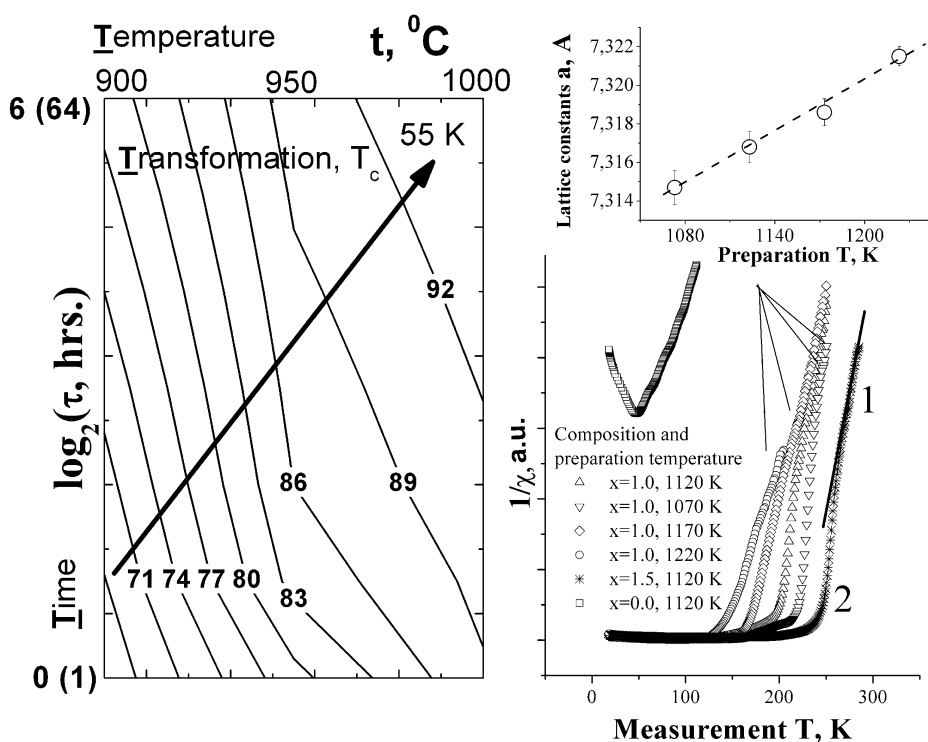 Temperature
t, ⁰C
900 950 1000
6 (64)
55 K
Transformation, Tc
92
86 89
71 74 77 80
83
log2(τ, hrs.)
Time
0 (1)
Lattice constants a, A
7,322
7,320
7,318
7,316
7,314
1080 1140 1200
Preparation T, K
1/χ, a.u.
1
2
Composition and
preparation temperature
x=1.0, 1120 K
x=1.0, 1070 K
x=1.0, 1170 K
x=1.0, 1220 K
x=1.5, 1120 K
x=0.0, 1120 K
0 100 200 300
Measurement T, K